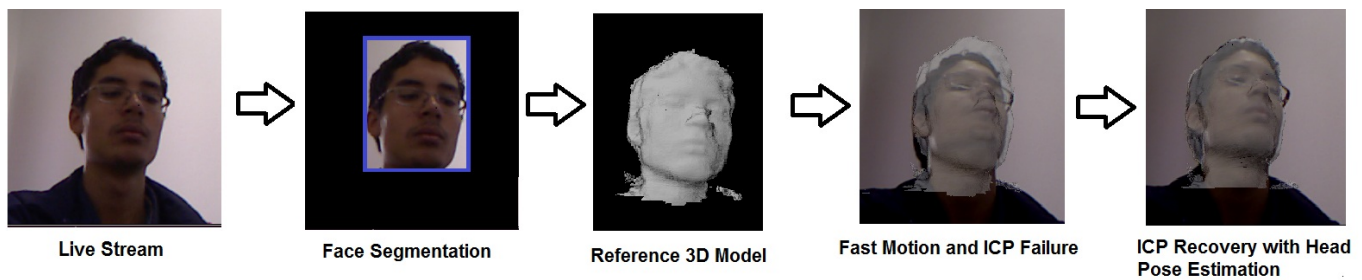 Live Stream
Face Segmentation
Reference 3D Model
Fast Motion and ICP Failure
ICP Recovery with Head
Pose Estimation